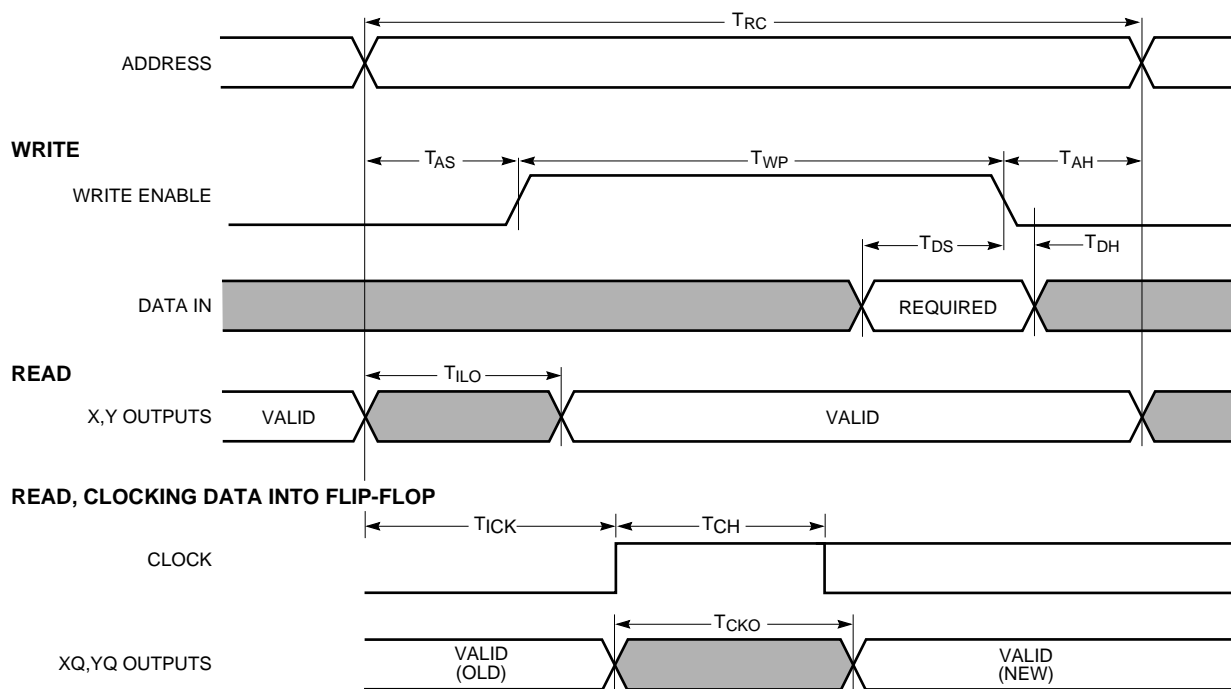 TRC
ADDRESS
WRITE
TAS
TWP
TAH
WRITE ENABLE
TDS
TDH
DATA IN
REQUIRED
READ
TILO
X,Y OUTPUTS
VALID
VALID
READ, CLOCKING DATA INTO FLIP-FLOP
TICK
TCH
CLOCK
TCKO
XQ,YQ OUTPUTS
VALID
(OLD)
VALID
(NEW)